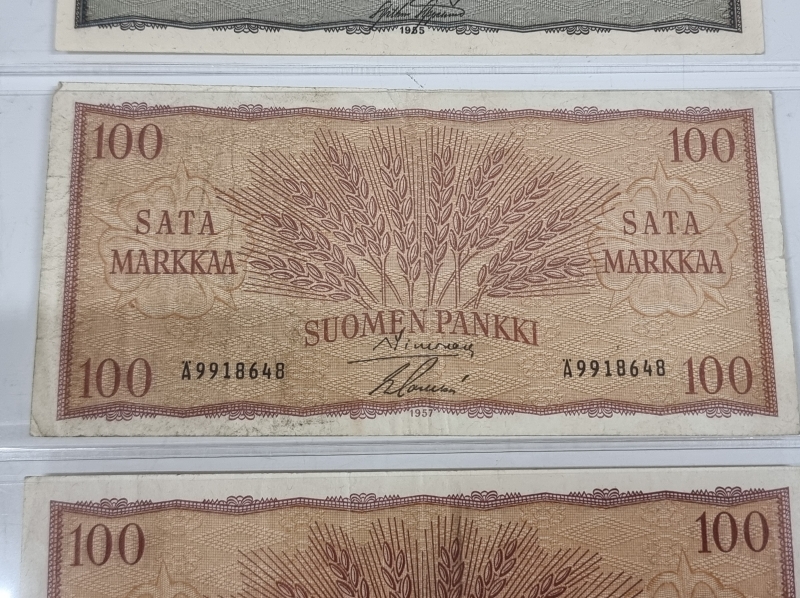 1955
100 100
SATA SATA
MARKKAA MARKKAA
SUOMEN PANKKI
100 Ä9918648 Ä9918648 100
1957
100 100